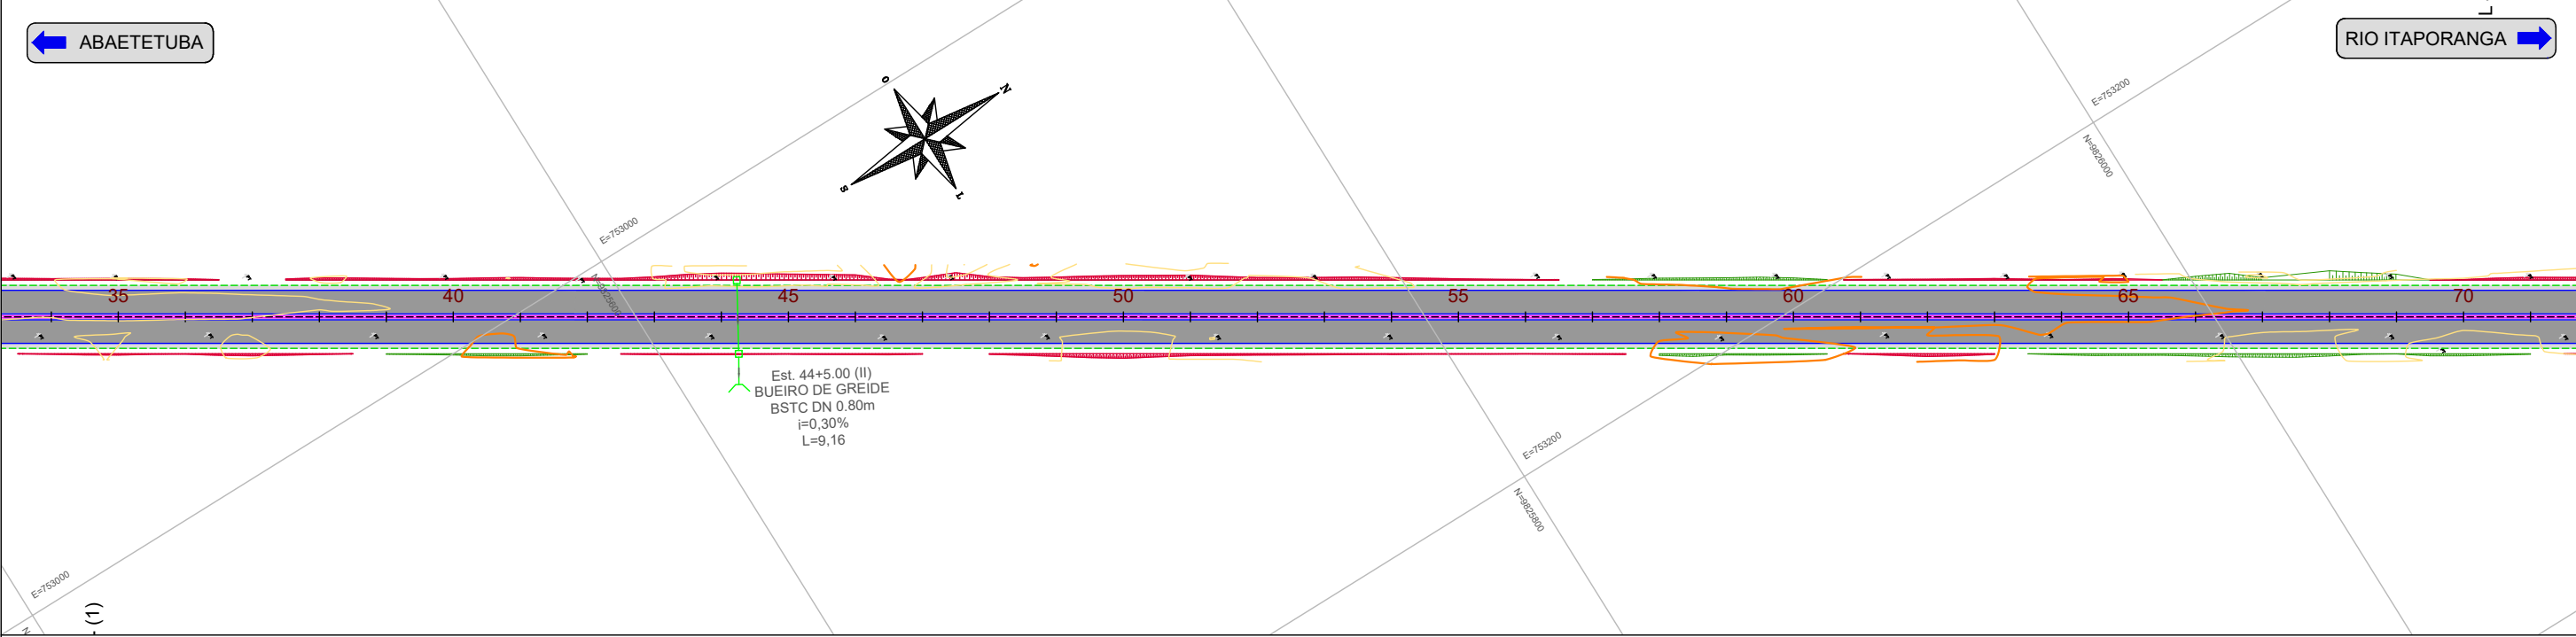 ABAETETUBA
RIO ITAPORANGA
O
N
S
L
E=753200
N=9826000
E=753000
35
40
45
50
55
60
65
70
Est. 44+5.00 (II)
BUEIRO DE GREIDE
BSTC DN 0.80m
i=0,30%
L=9,16
E=753200
N=9825800
E=753000
N